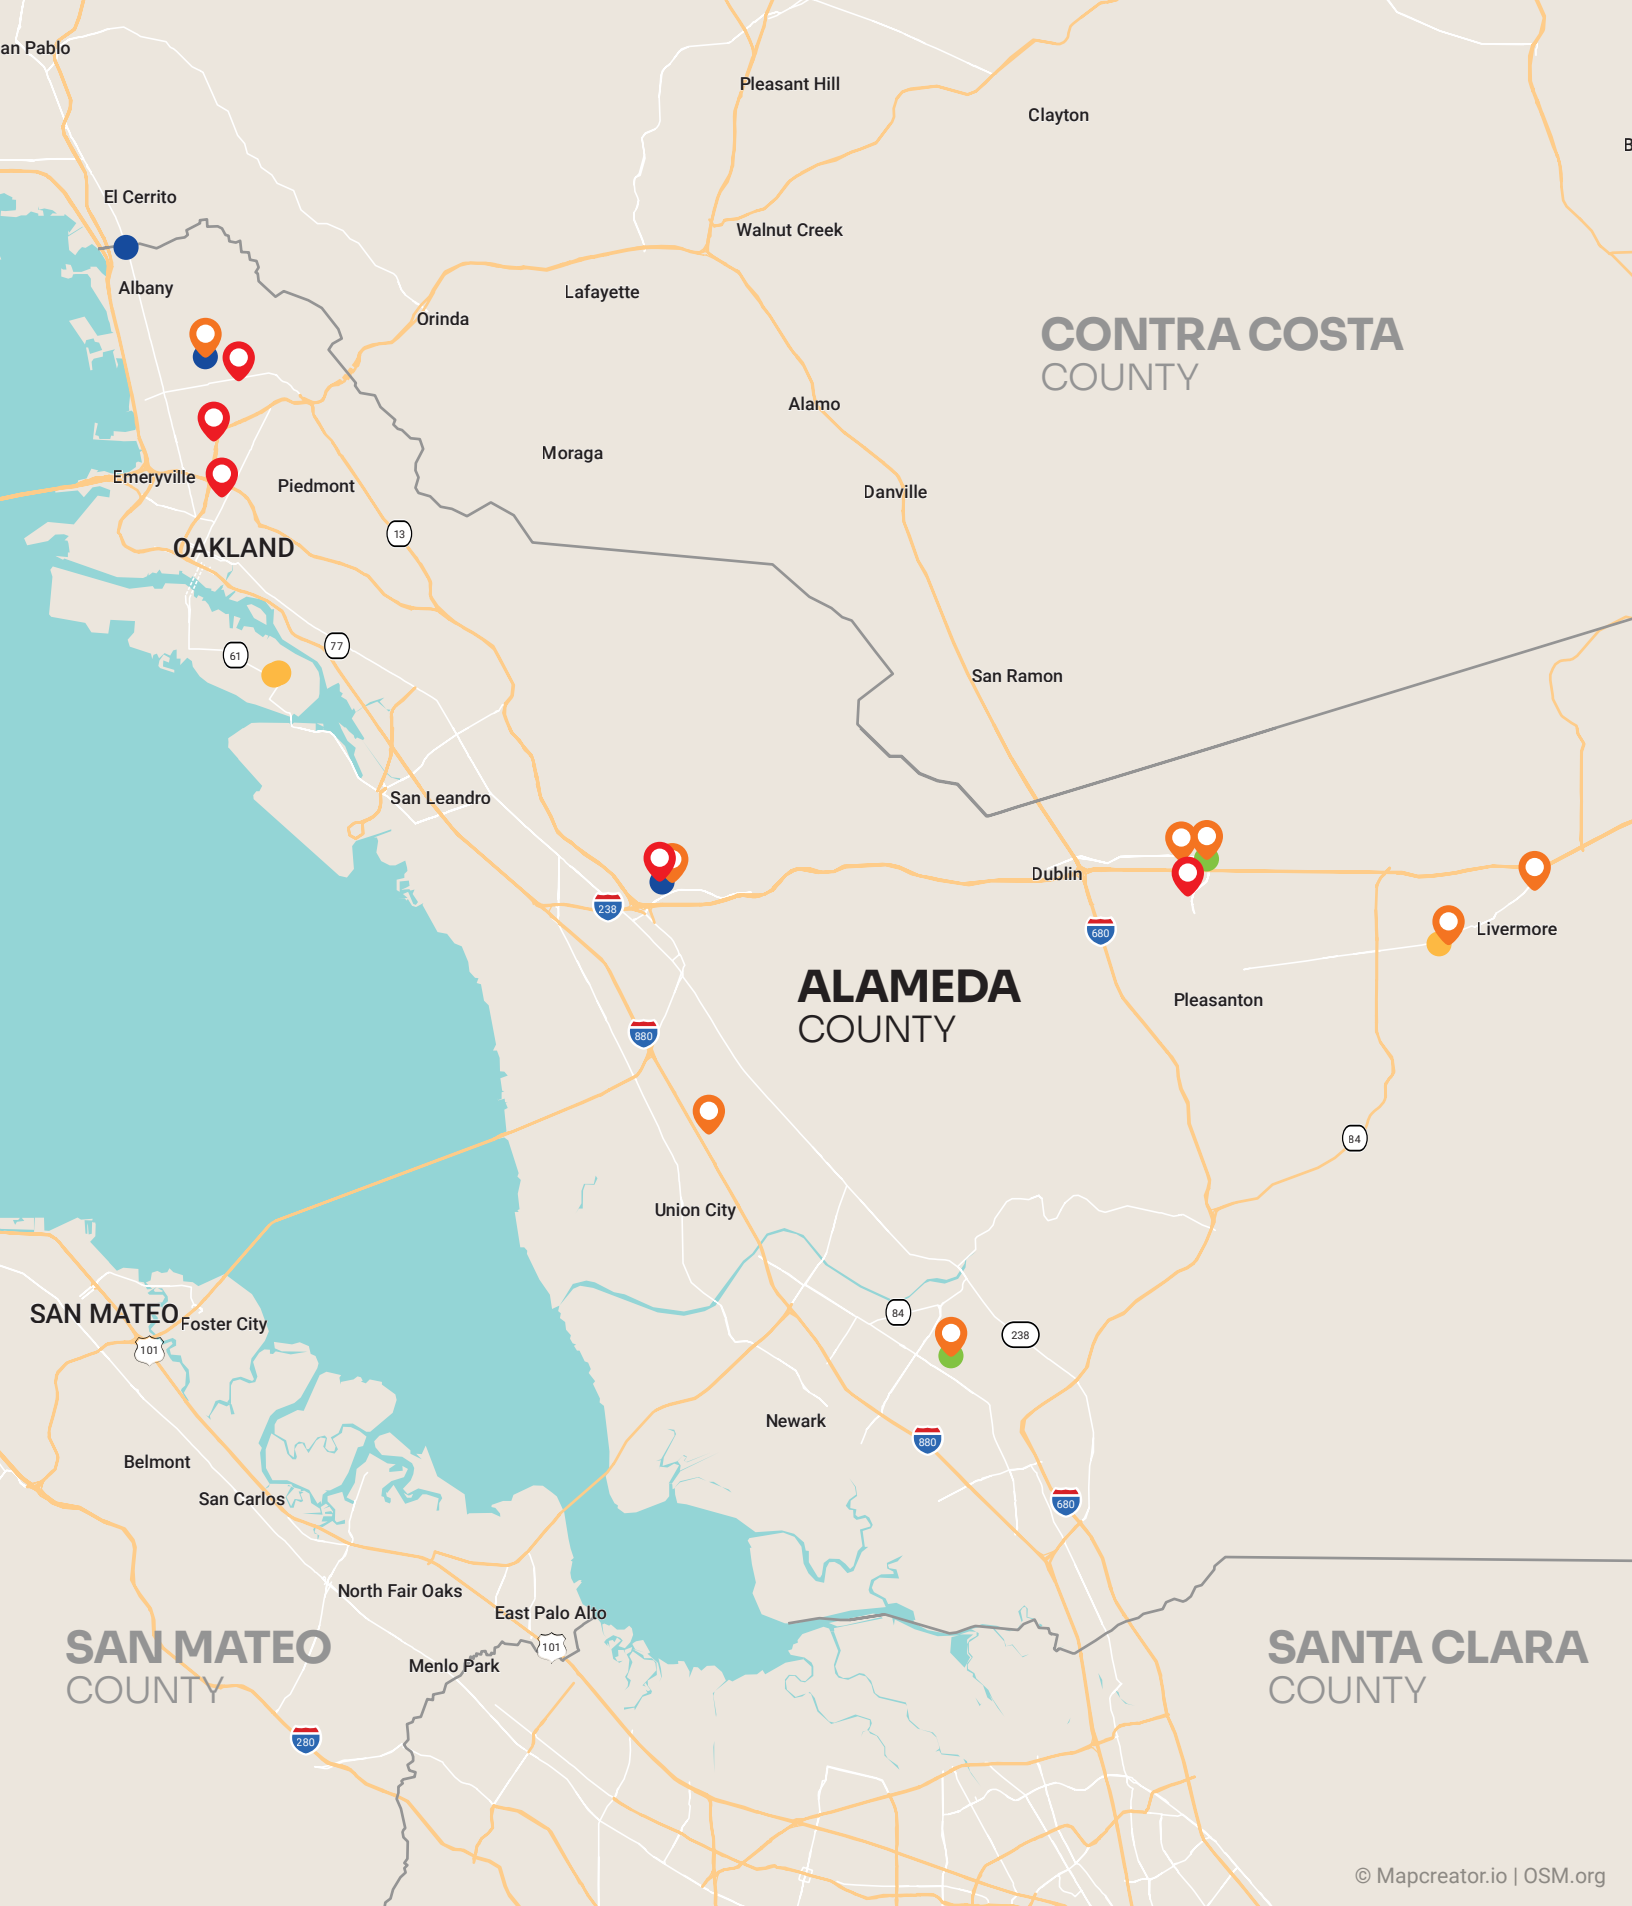 an Pablo
Pleasant Hill
Clayton
B
El Cerrito
Walnut Creek
Albany
Lafayette
Orinda
CONTRA COSTA
COUNTY
Alamo
Moraga
Emeryville
Piedmont
Danville
13
OAKLAND
77
61
San Ramon
San Leandro
Dublin
238
680
Livermore
ALAMEDA
COUNTY
Pleasanton
880
84
Union City
SAN MATEO
Foster City
101
84
238
Newark
880
Belmont
San Carlos
680
North Fair Oaks
East Palo Alto
101
SAN MATEO
COUNTY
Menlo Park
SANTA CLARA
COUNTY
280
© Mapcreator.io | OSM.org